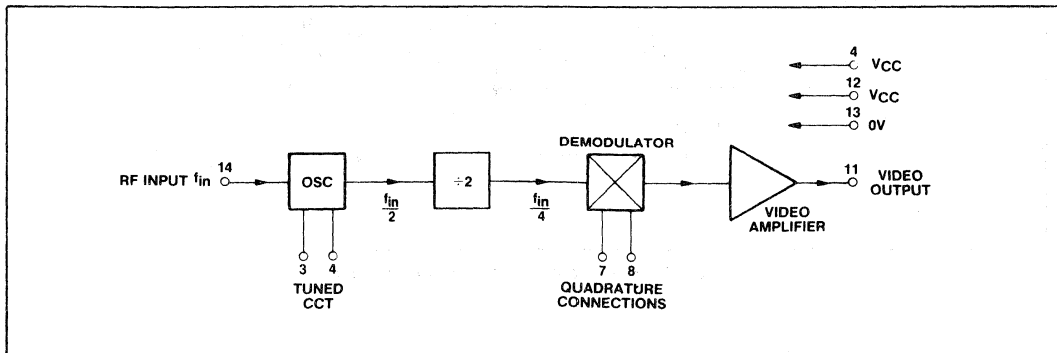 4 VCC
12 VCC
13 0V
DEMODULATOR
RF INPUT fin 14
OSC
fin/2
÷2
fin/4
11 VIDEO
OUTPUT
VIDEO
AMPLIFIER
3 4
TUNED
CCT
7 8
QUADRATURE
CONNECTIONS